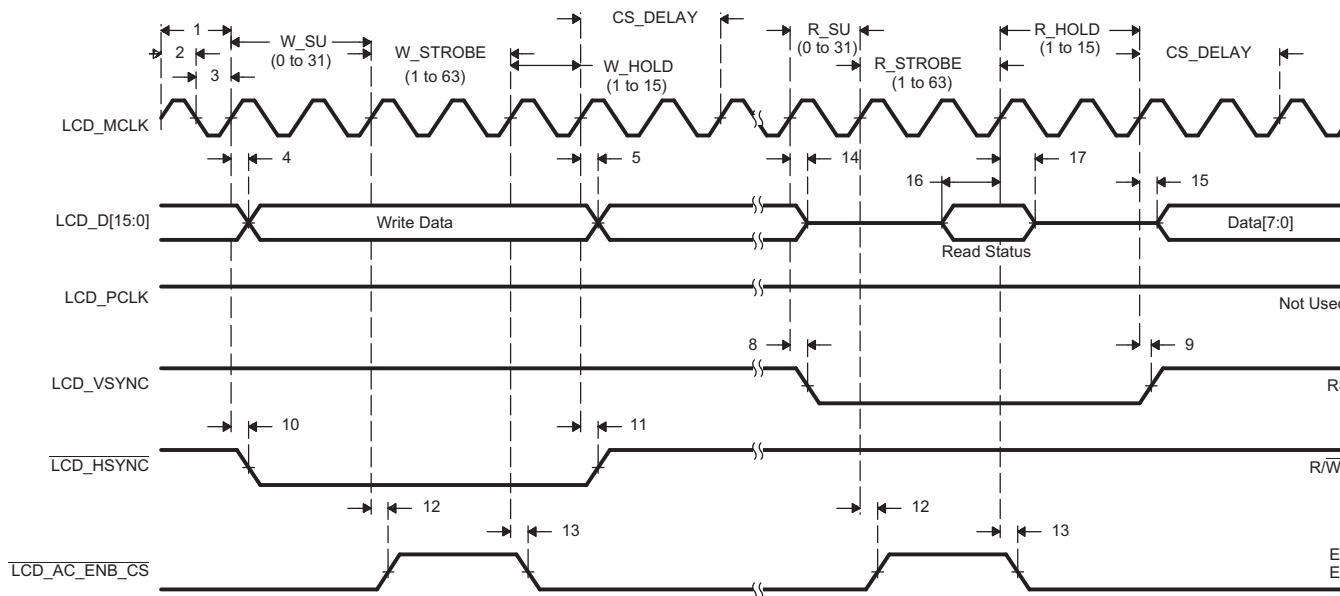 CS_DELAY
1
W_SU
(0 to 31)
2
3
W_STROBE
(1 to 63)
W_HOLD
(1 to 15)
R_SU
(0 to 31)
R_STROBE
(1 to 63)
R_HOLD
(1 to 15)
CS_DELAY
LCD_MCLK
4
5
14
16
17
15
LCD_D[15:0]
Write Data
Read Status
Data[7:0]
LCD_PCLK
Not Used
8
9
LCD_VSYNC
RS
10
11
LCD_HSYNC
R/W
12
13
12
13
LCD_AC_ENB_CS
E
E